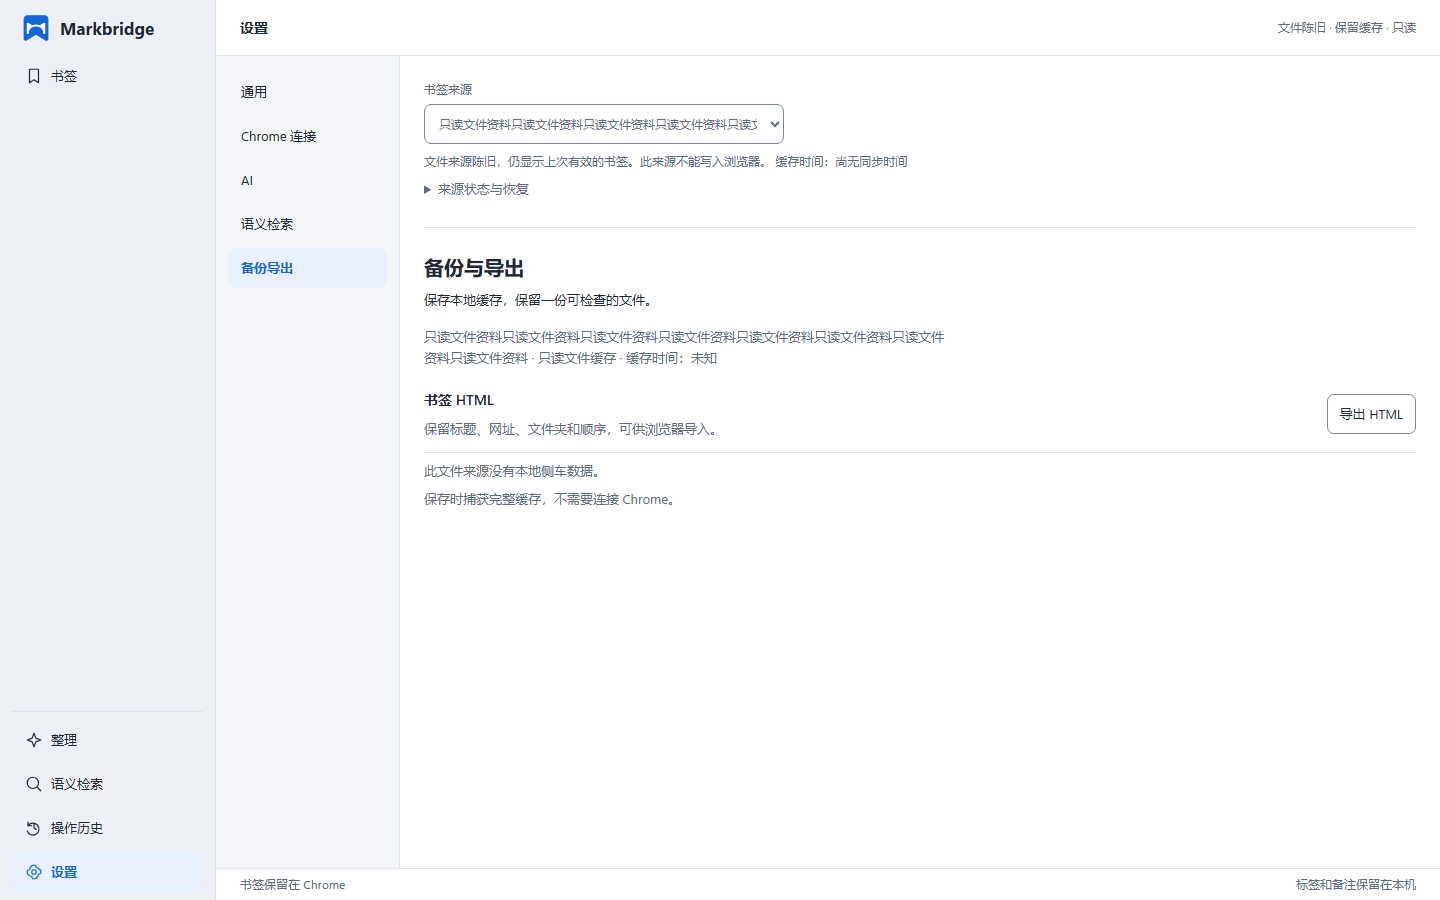 Markbridge
书签
整理
语义检索
操作历史
设置
设置
文件陈旧 · 保留缓存 · 只读
通用
Chrome 连接
AI
语义检索
备份导出
书签来源
只读文件资料只读文件资料只读文件资料只读文件资料只读
文件来源陈旧，仍显示上次有效的书签。此来源不能写入浏览器。 缓存时间：尚无同步时间
来源状态与恢复
备份与导出
保存本地缓存，保留一份可检查的文件。
只读文件资料只读文件资料只读文件资料只读文件资料只读文件资料只读文件资料只读文件
资料只读文件资料 · 只读文件缓存 · 缓存时间：未知
书签 HTML
保留标题、网址、文件夹和顺序，可供浏览器导入。
导出 HTML
此文件来源没有本地侧车数据。
保存时捕获完整缓存，不需要连接 Chrome。
书签保留在 Chrome
标签和备注保留在本机